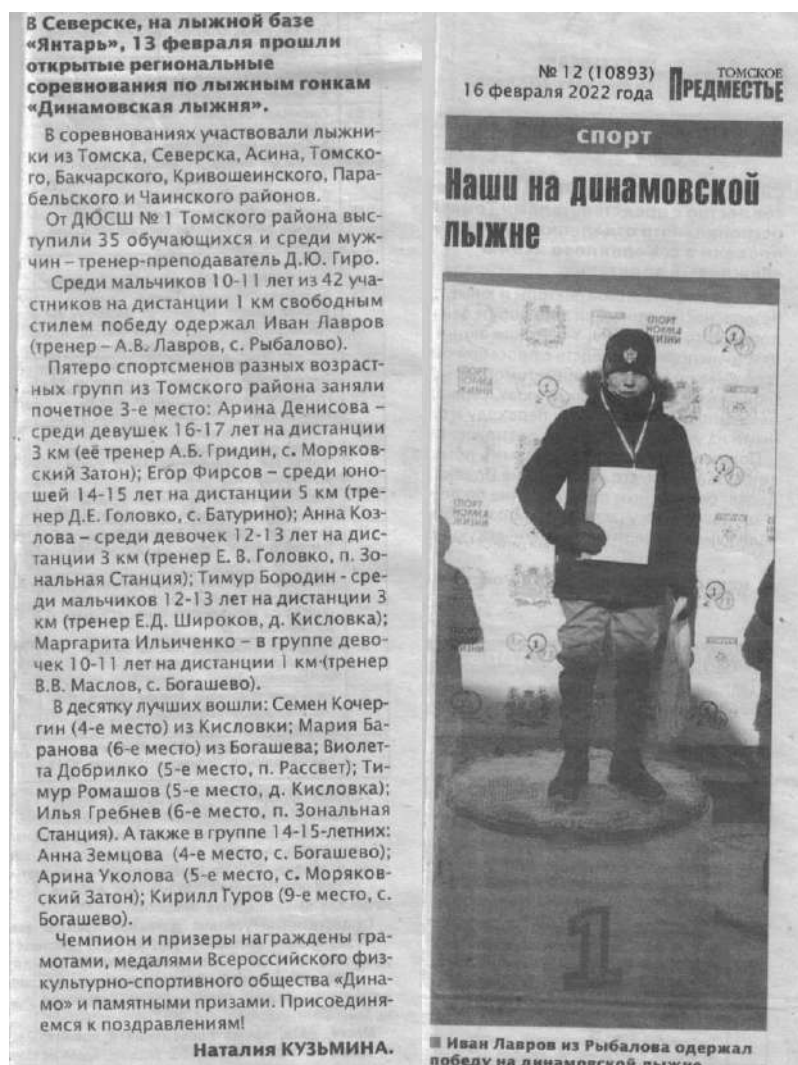 В Северске, на лыжной базе
«Янтарь», 13 февраля прошли
открытые региональные
соревнования по лыжным гонкам
«Динамовская лыжня».
В соревнованиях участвовали лыжни-
ки из Томска, Северска, Асина, Томско-
го, Бакчарского, Кривошеинского, Пара-
бельского и Чаинского районов.
От ДЮСШ № 1 Томского района выс-
тупили 35 обучающихся и среди муж-
чин – тренер-преподаватель Д.Ю. Гиро.
Среди мальчиков 10-11 лет из 42 уча-
стников на дистанции 1 км свободным
стилем победу одержал Иван Лавров
(тренер – А.В. Лавров, с. Рыбалово).
Пятеро спортсменов разных возраст-
ных групп из Томского района заняли
почетное 3-е место: Арина Денисова –
среди девушек 16-17 лет на дистанции
3 км (её тренер А.Б. Гридин, с. Моряков-
ский Затон); Егор Фирсов – среди юно-
шей 14-15 лет на дистанции 5 км (тре-
нер Д.Е. Головко, с. Батурино); Анна Коз-
лова – среди девочек 12-13 лет на дис-
танции 3 км (тренер Е. В. Головко, п. Зо-
нальная Станция); Тимур Бородин - сре-
ди мальчиков 12-13 лет на дистанции 3
км (тренер Е.Д. Широков, д. Кисловка);
Маргарита Ильиченко – в группе дево-
чек 10-11 лет на дистанции 1 км (тренер
В.В. Маслов, с. Богашево).
В десятку лучших вошли: Семен Кочер-
гин (4-е место) из Кисловки; Мария Ба-
ранова (6-е место) из Богашева; Виолет-
та Добрилко (5-е место, п. Рассвет); Ти-
мур Ромашов (5-е место, д. Кисловка);
Илья Гребнев (6-е место, п. Зональная
Станция). А также в группе 14-15-летних:
Анна Земцова (4-е место, с. Богашево);
Арина Уколова (5-е место, с. Моряков-
ский Затон); Кирилл Гуров (9-е место, с.
Богашево).
Чемпион и призеры награждены гра-
мотами, медалями Всероссийского физ-
культурно-спортивного общества «Дина-
мо» и памятными призами. Присоединя-
емся к поздравлениям!
Наталия КУЗЬМИНА.
№ 12 (10893)
16 февраля 2022 года
ТОМСКОЕ
ПРЕДМЕСТЬЕ
спорт
Наши на динамовской
лыжне
1
Иван Лавров из Рыбалова одержал
победу на динамовской лыжне